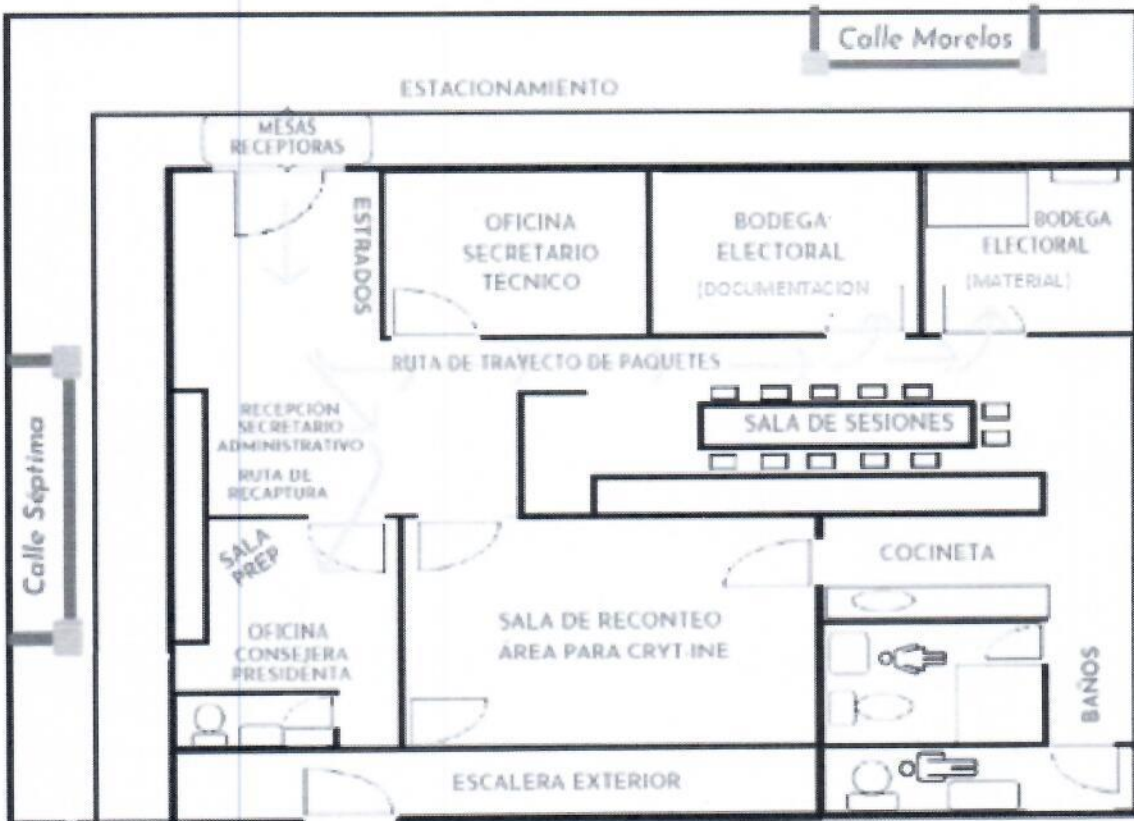 Calle Morelos
ESTACIONAMIENTO
MESAS
RECEPTORAS
ESTRADOS
OFICINA
SECRETARIO
TECNICO
BODEGA
ELECTORAL
(DOCUMENTACION
BODEGA
ELECTORAL
(MATERIAL)
RUTA DE TRAYECTO DE PAQUETES
RECEPCIÓN
SECRETARIO
ADMINISTRATIVO
RUTA DE
RECAPTURA
SALA DE SESIONES
Calle Séptima
SALA
PREP
OFICINA
CONSEJERA
PRESIDENTA
SALA DE RECONTEO
ÁREA PARA CRYT-INE
COCINETA
BAÑOS
ESCALERA EXTERIOR